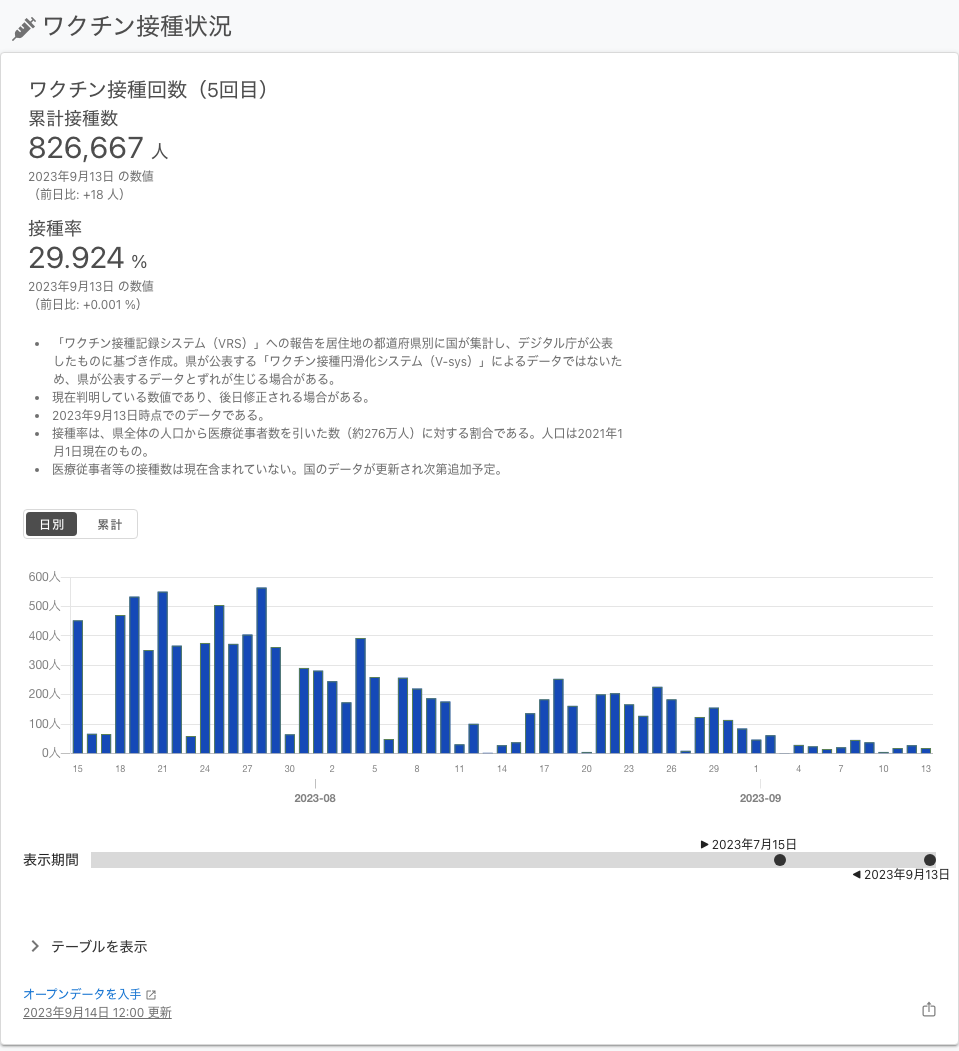 ワクチン接種状況
ワクチン接種回数（5回目）
累計接種数
826,667 人
2023年9月13日 の数値
（前日比: +18 人）
接種率
29.924 %
2023年9月13日 の数値
（前日比: +0.001 %）
「ワクチン接種記録システム（VRS）」への報告を居住地の都道府県別に国が集計し、デジタル庁が公表
したものに基づき作成。県が公表する「ワクチン接種円滑化システム（V-sys）」によるデータではないた
め、県が公表するデータとずれが生じる場合がある。
現在判明している数値であり、後日修正される場合がある。
2023年9月13日時点でのデータである。
接種率は、県全体の人口から医療従事者数を引いた数（約276万人）に対する割合である。人口は2021年1
月1日現在のもの。
医療従事者等の接種数は現在含まれていない。国のデータが更新され次第追加予定。
日別 累計
600人
500人
400人
300人
200人
100人
0人
15 18 21 24 27 30 2 5 8 11 14 17 20 23 26 29 1 4 7 10 13
2023-08 2023-09
2023年7月15日
表示期間
2023年9月13日
テーブルを表示
オープンデータを入手
2023年9月14日 12:00 更新